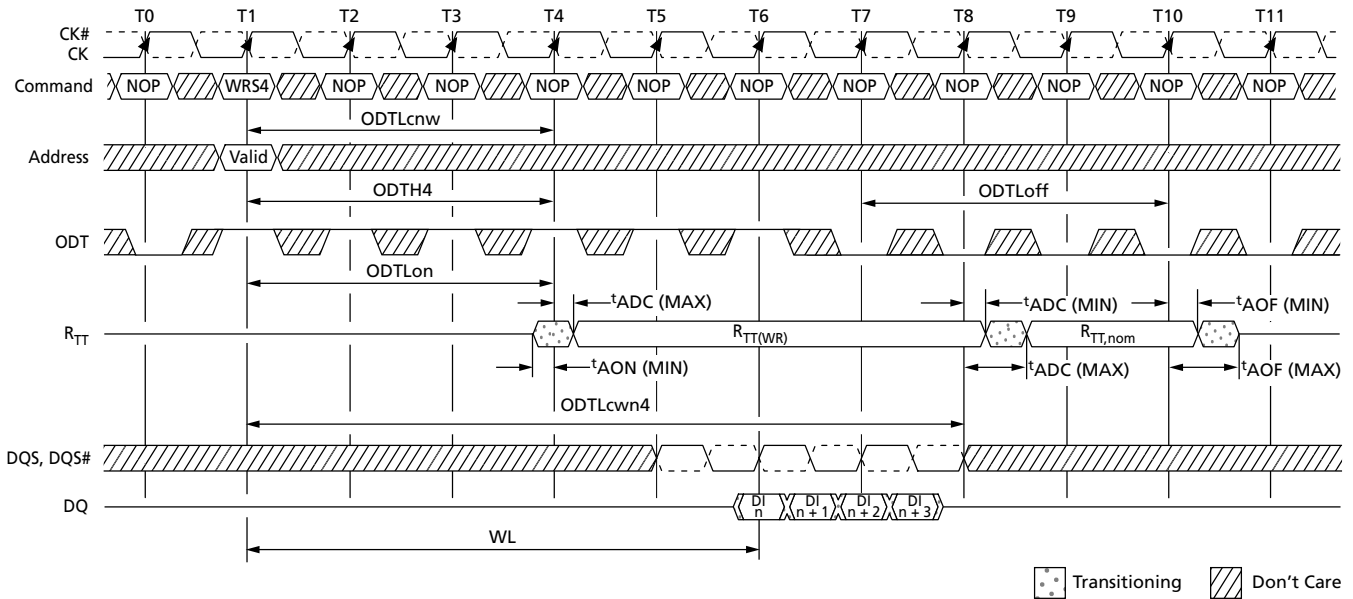 T0 T1 T2 T3 T4 T5 T6 T7 T8 T9 T10 T11
CK#
CK
Command NOP WRS4 NOP NOP NOP NOP NOP NOP NOP NOP NOP NOP
ODTLcnw
Address Valid
ODTH4 ODTLoff
ODT
ODTLon
tADC (MAX) tADC (MIN) tAOF (MIN)
RTT RTT(WR) RTT,nom
tAON (MIN) tADC (MAX) tAOF (MAX)
ODTLcwn4
DQS, DQS#
DQ DI n DI n + 1 DI n + 2 DI n + 3
WL
Transitioning Don't Care